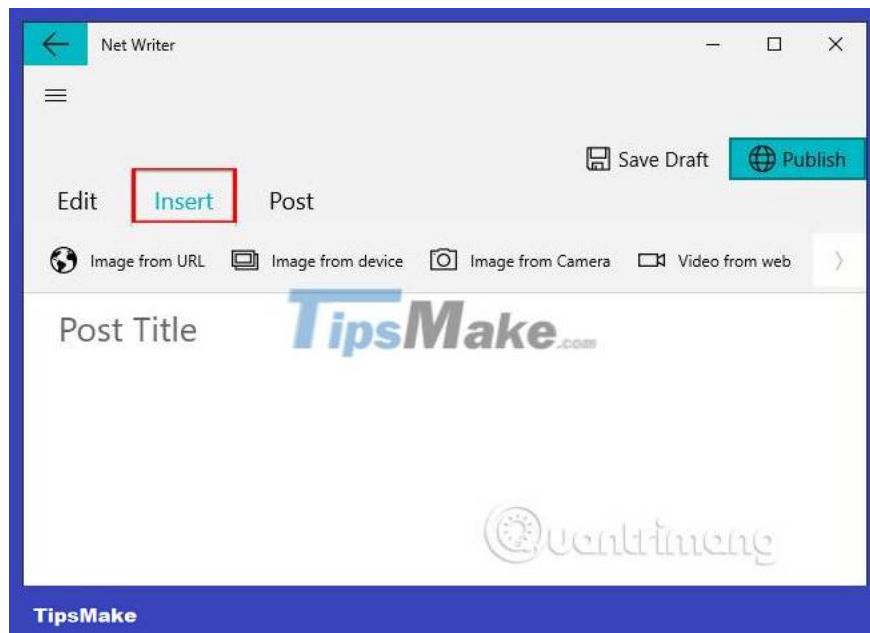 Net Writer
Save Draft
Publish
Edit Insert Post
Image from URL Image from device Image from Camera Video from web
Post Title
TipsMake.com
Quantrimang
TipsMake